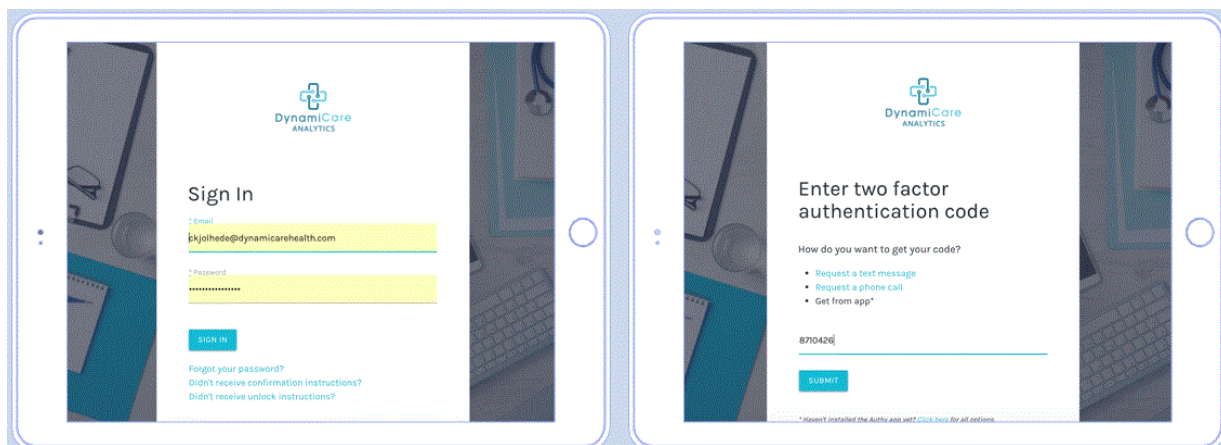 DynamiCare
ANALYTICS
Sign In
* Email
ckjolhede@dynamicarehealth.com
* Password
••••••••••••••••
SIGN IN
Forgot your password?
Didn't receive confirmation instructions?
Didn't receive unlock instructions?
DynamiCare
ANALYTICS
Enter two factor
authentication code
How do you want to get your code?
• Request a text message
• Request a phone call
• Get from app*
8710426
SUBMIT
* Haven't installed the Authy app yet? Click here for all options.